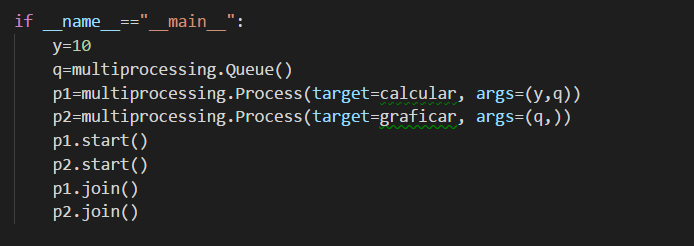 if __name__=="__main__":
    y=10
    q=multiprocessing.Queue()
    p1=multiprocessing.Process(target=calcular, args=(y,q))
    p2=multiprocessing.Process(target=graficar, args=(q,))
    p1.start()
    p2.start()
    p1.join()
    p2.join()